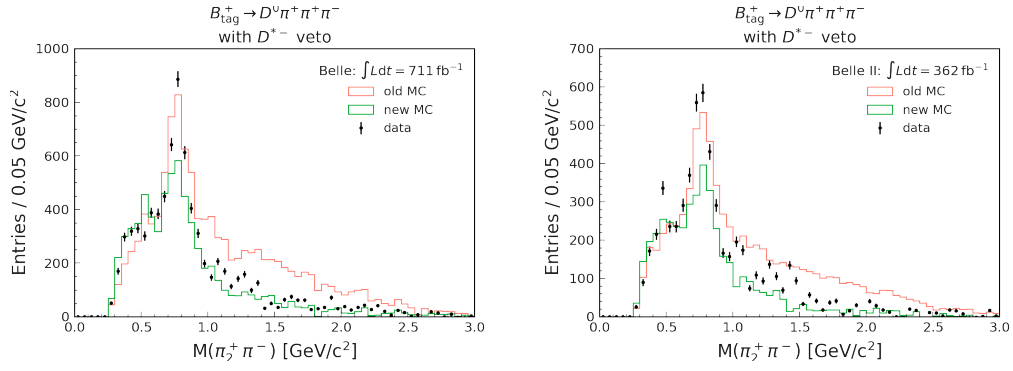 B⁺tag → D⁰π⁺π⁺π⁻
with D*⁻ veto
Entries / 0.05 GeV/c²
1000
800
600
400
200
0
Belle: ∫Ldt = 711 fb⁻¹
old MC
new MC
data
0.0 0.5 1.0 1.5 2.0 2.5 3.0
M(π₂⁺π⁻) [GeV/c²]
B⁺tag → D⁰π⁺π⁺π⁻
with D*⁻ veto
Entries / 0.05 GeV/c²
700
600
500
400
300
200
100
0
Belle II: ∫Ldt = 362 fb⁻¹
old MC
new MC
data
0.0 0.5 1.0 1.5 2.0 2.5 3.0
M(π₂⁺π⁻) [GeV/c²]